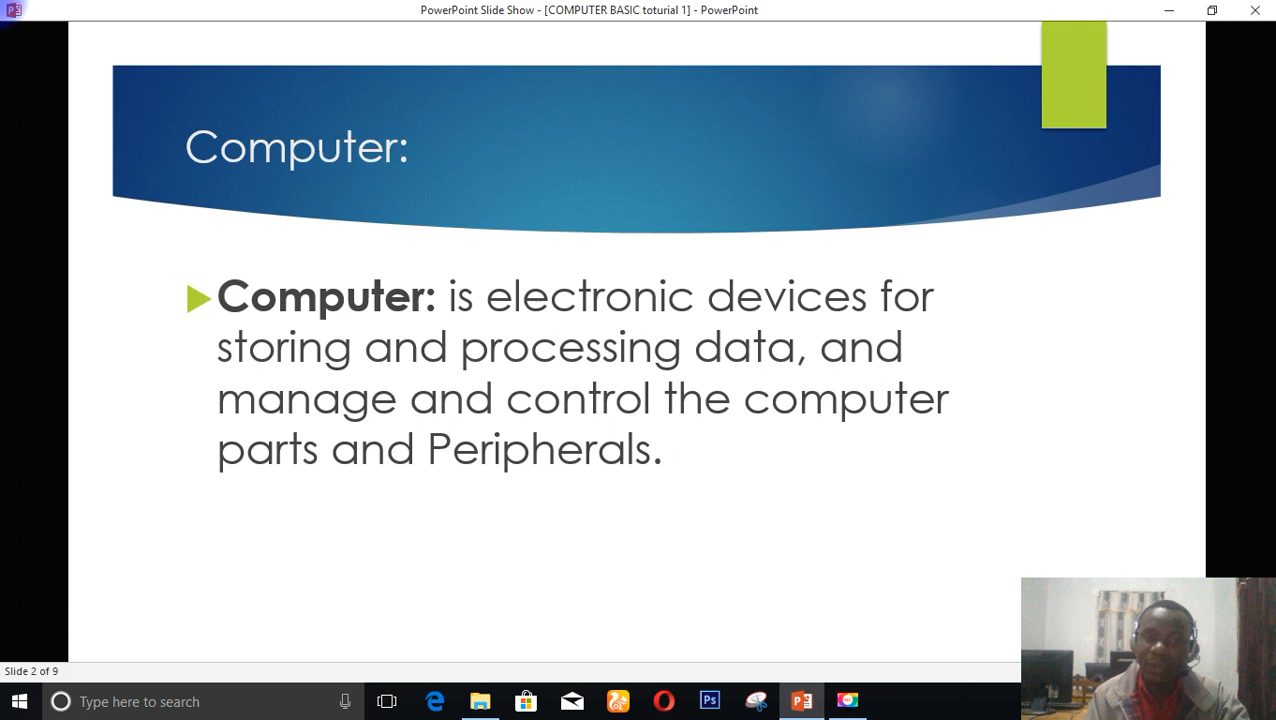 PowerPoint Slide Show - [COMPUTER BASIC toturial 1] - PowerPoint
Computer:
Computer: is electronic devices for
storing and processing data, and
manage and control the computer
parts and Peripherals.
Slide 2 of 9
Type here to search
Ps